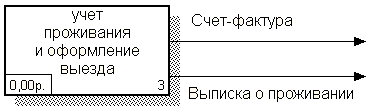 учет
проживания
и оформление
выезда
0,00р.
3
Счет-фактура
Выписка о проживании